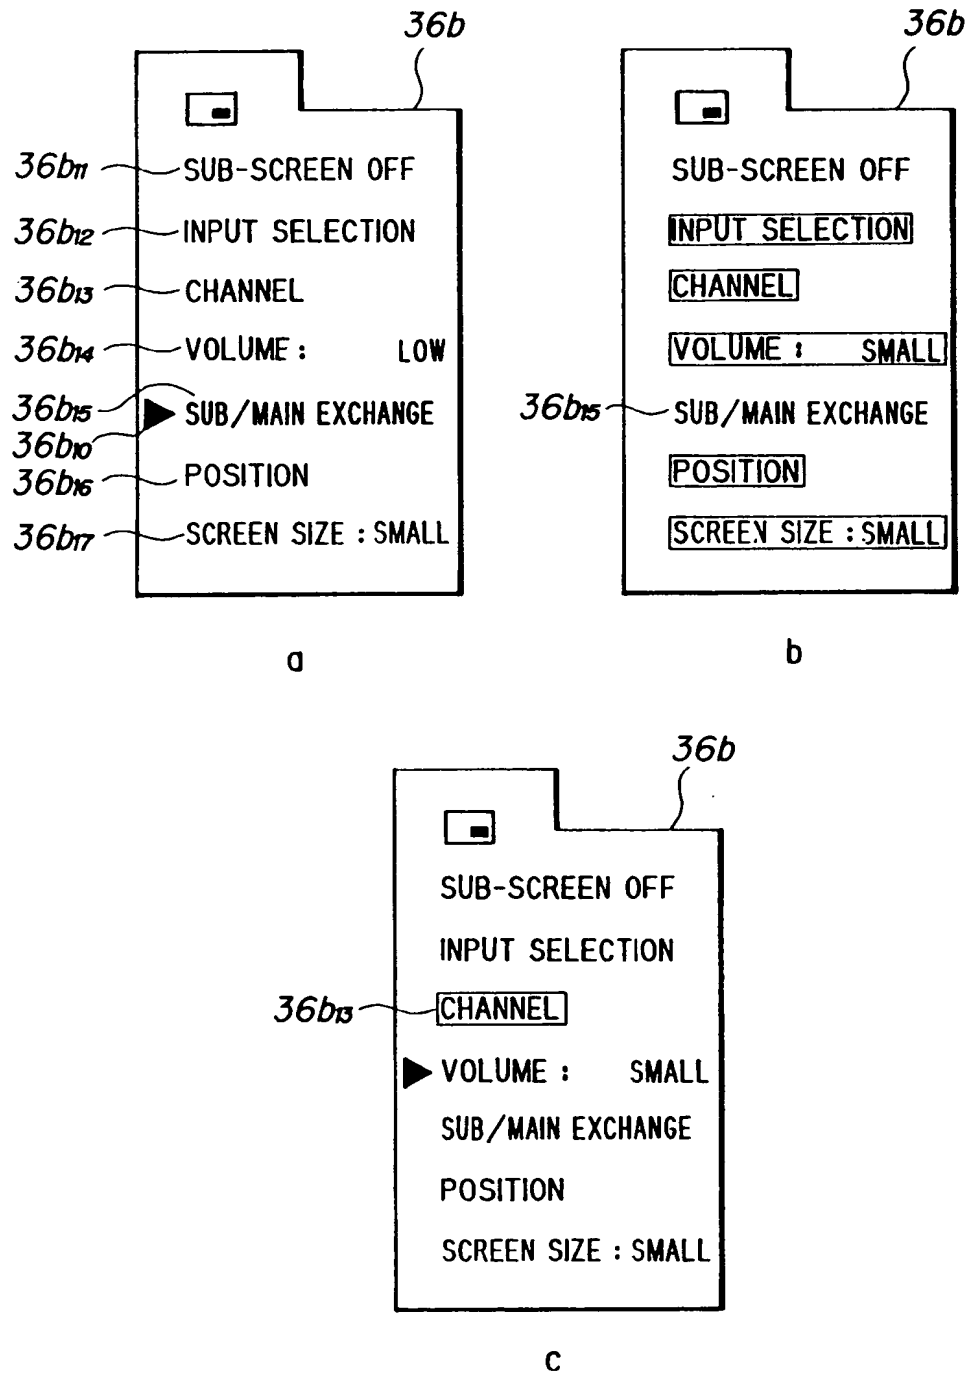 36b
36b11 SUB-SCREEN OFF
36b12 INPUT SELECTION
36b13 CHANNEL
36b14 VOLUME : LOW
36b15 SUB/MAIN EXCHANGE
36b10
36b16 POSITION
36b17 SCREEN SIZE : SMALL
a
36b
SUB-SCREEN OFF
INPUT SELECTION
CHANNEL
VOLUME : SMALL
36b15 SUB/MAIN EXCHANGE
POSITION
SCREEN SIZE : SMALL
b
36b
SUB-SCREEN OFF
INPUT SELECTION
36b13 CHANNEL
VOLUME : SMALL
SUB/MAIN EXCHANGE
POSITION
SCREEN SIZE : SMALL
c